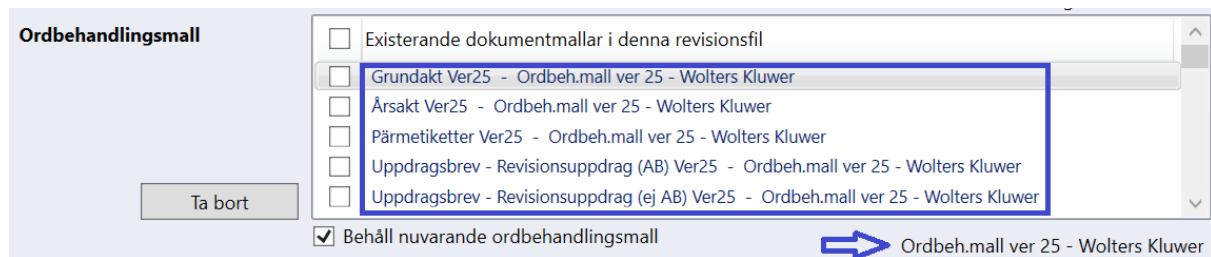 Ordbehandlingsmall
Existerande dokumentmallar i denna revisionsfil
Grundakt Ver25 - Ordbeh.mall ver 25 - Wolters Kluwer
Årsakt Ver25 - Ordbeh.mall ver 25 - Wolters Kluwer
Pärmetiketter Ver25 - Ordbeh.mall ver 25 - Wolters Kluwer
Uppdragsbrev - Revisionsuppdrag (AB) Ver25 - Ordbeh.mall ver 25 - Wolters Kluwer
Uppdragsbrev - Revisionsuppdrag (ej AB) Ver25 - Ordbeh.mall ver 25 - Wolters Kluwer
Ta bort
Behåll nuvarande ordbehandlingsmall
Ordbeh.mall ver 25 - Wolters Kluwer